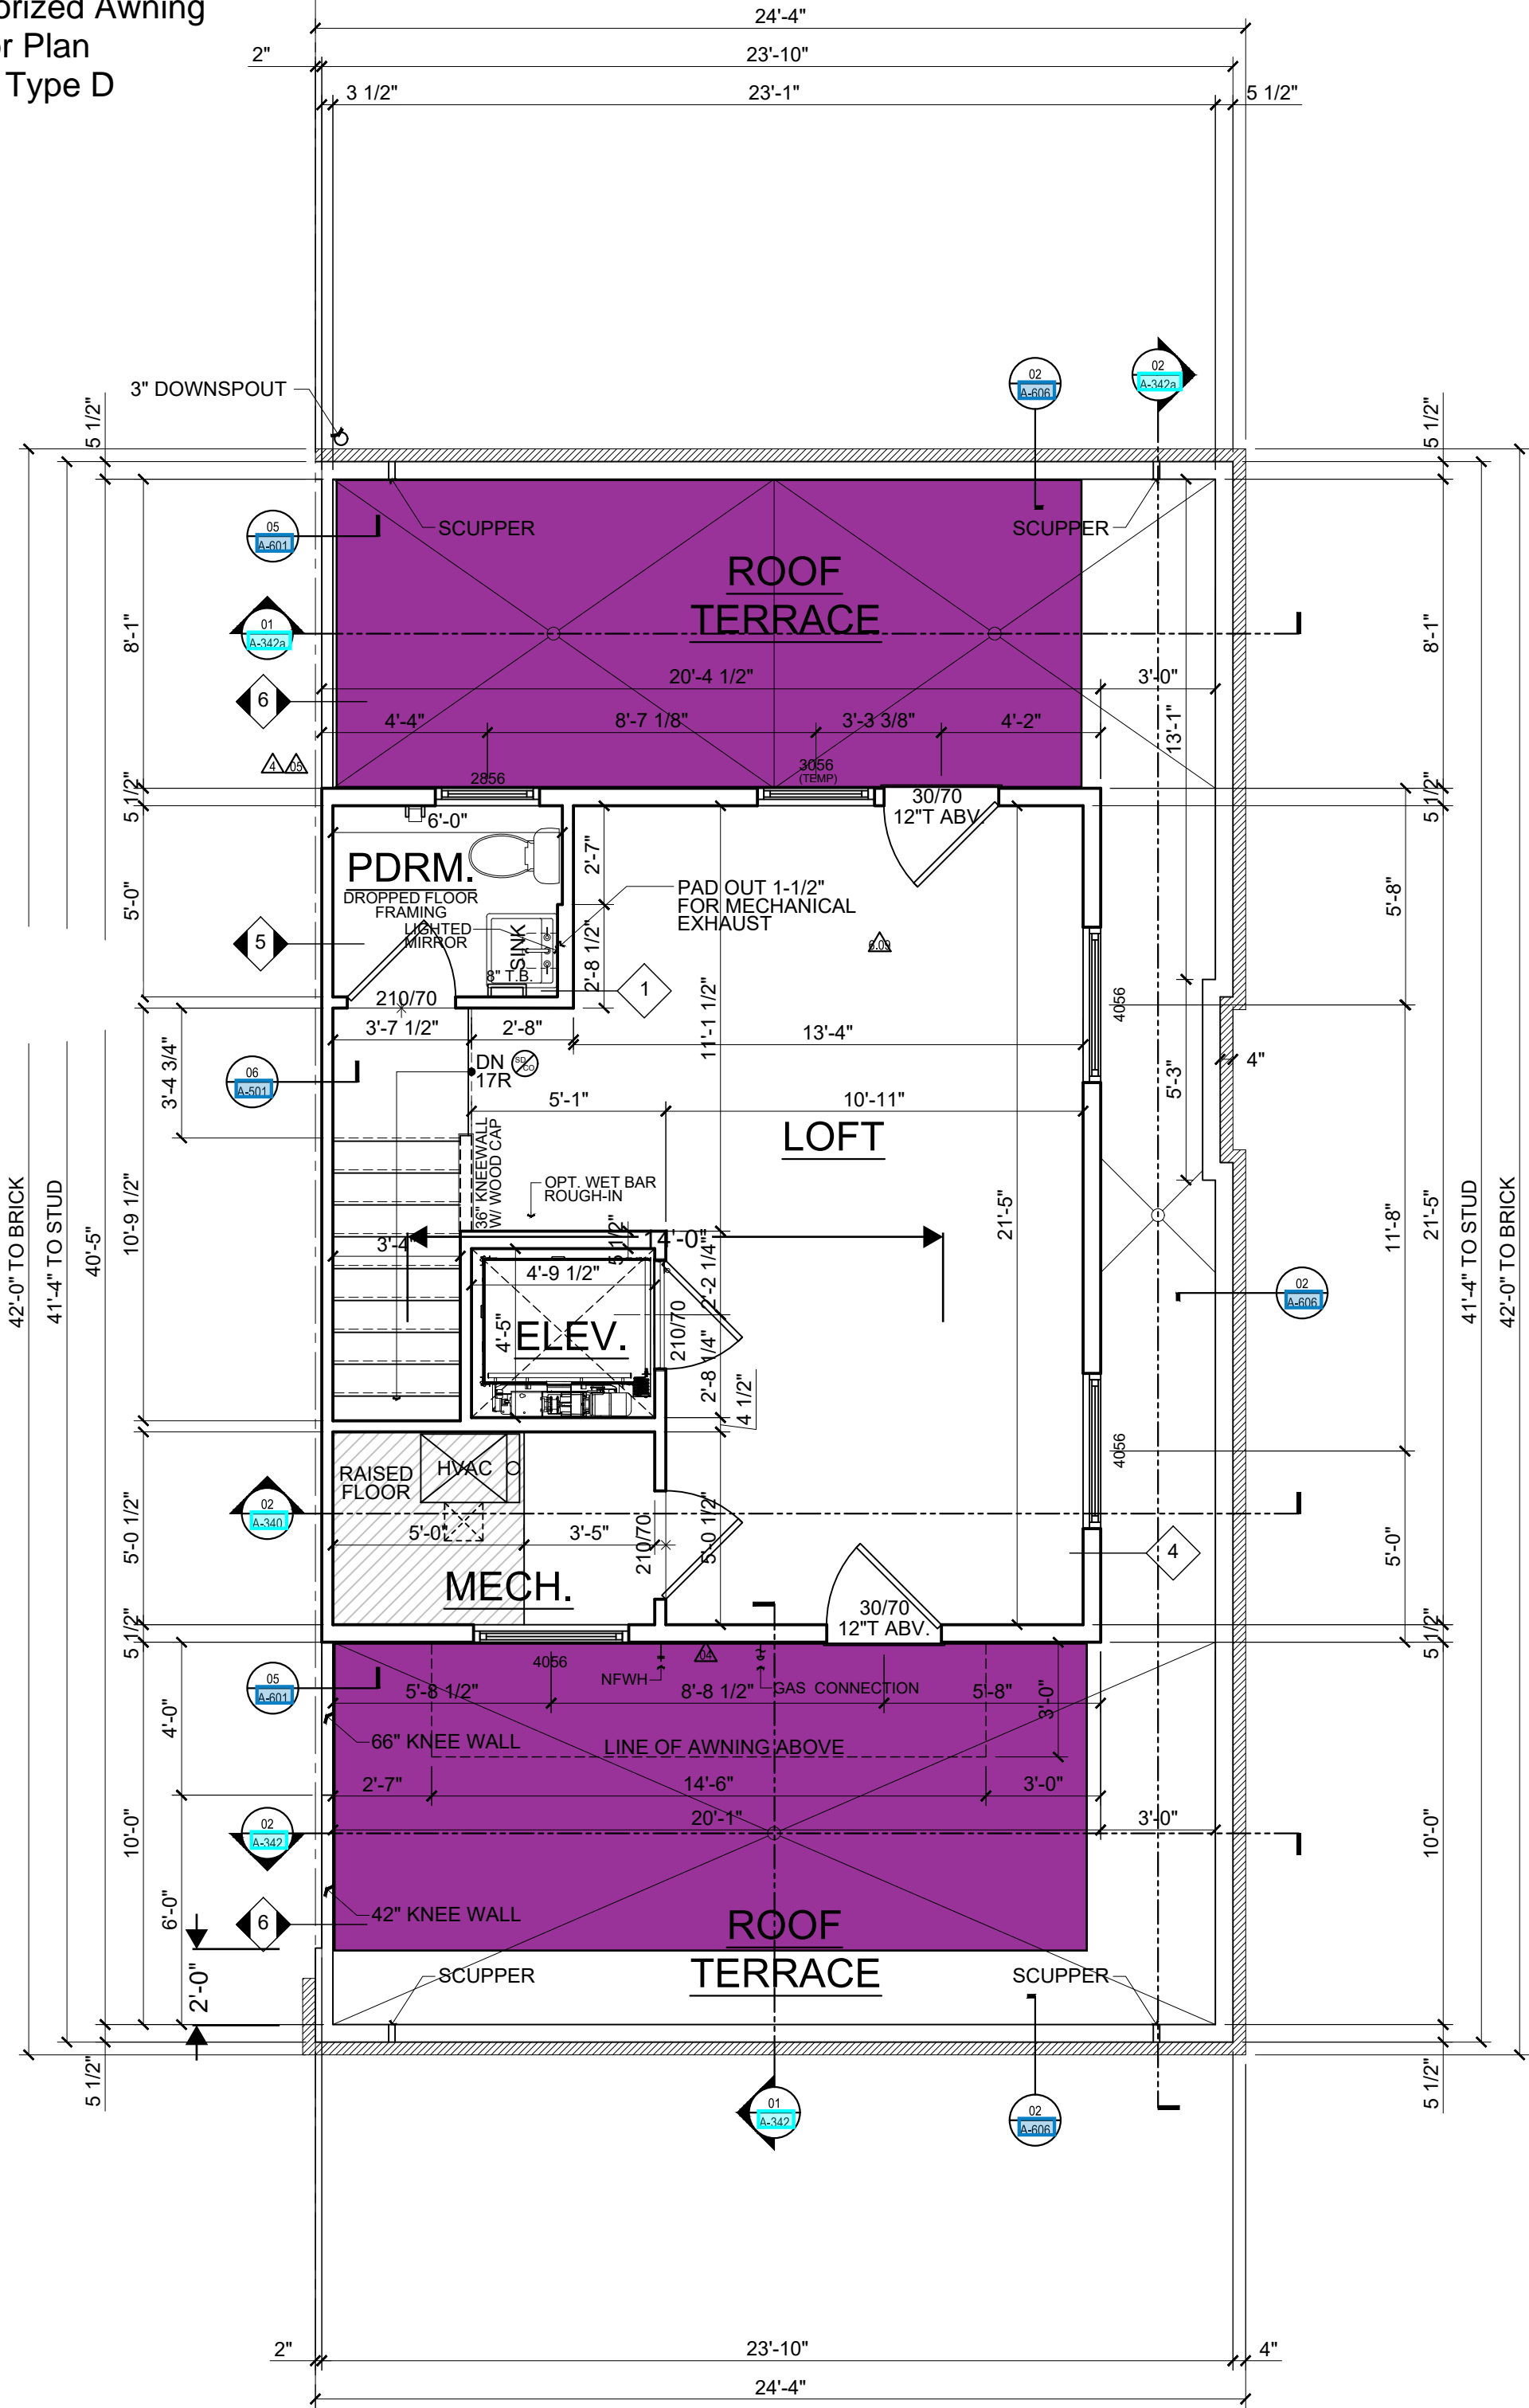 orized Awning
or Plan
Type D
24'-4"
2"
23'-10"
3 1/2"
23'-1"
5 1/2"
3" DOWNSPOUT
02
A-606
02
A-342a
5 1/2"
5 1/2"
05
A-601
SCUPPER
SCUPPER
ROOF
TERRACE
01
A-342a
8'-1"
8'-1"
20'-4 1/2"
3'-0"
6
4'-4"
8'-7 1/8"
3'-3 3/8"
4'-2"
13'-1"
4
05
2856
3056
(TEMP)
5 1/2"
30/70
12"T ABV.
5 1/2"
6'-0"
2'-7"
PDRM.
DROPPED FLOOR
FRAMING
LIGHTED
MIRROR
PAD OUT 1-1/2"
FOR MECHANICAL
EXHAUST
5'-0"
5'-8"
5
SINK
2'-8 1/2"
6.09
8" T.B.
1
210/70
4056
3'-7 1/2"
2'-8"
11'-1 1/2"
13'-4"
3'-4 3/4"
06
A-501
DN
17R
SD
CO
5'-3"
4"
5'-1"
10'-11"
LOFT
36" KNEEWALL
W/ WOOD CAP
OPT. WET BAR
ROUGH-IN
42'-0" TO BRICK
41'-4" TO STUD
40'-5"
10'-9 1/2"
21'-5"
11'-8"
21'-5"
41'-4" TO STUD
42'-0" TO BRICK
3'-4"
5 1/2"
14'-0"
2'-2 1/4"
4'-9 1/2"
02
A-606
4'-5"
ELEV.
210/70
2'-8 1/4"
4 1/2"
RAISED
FLOOR
HVAC
4056
02
A-340
5'-0 1/2"
5'-0"
3'-5"
210/70
5'-0 1/2"
5'-0"
4
MECH.
30/70
12"T ABV.
5 1/2"
5 1/2"
4056
NFWH
04
GAS CONNECTION
05
A-601
5'-8 1/2"
8'-8 1/2"
5'-8"
3'-0"
4'-0"
66" KNEE WALL
LINE OF AWNING ABOVE
2'-7"
14'-6"
3'-0"
20'-1"
3'-0"
02
A-342
10'-0"
10'-0"
6'-0"
6
42" KNEE WALL
ROOF
TERRACE
SCUPPER
SCUPPER
2'-0"
5 1/2"
5 1/2"
01
A-342
02
A-606
2"
23'-10"
4"
24'-4"